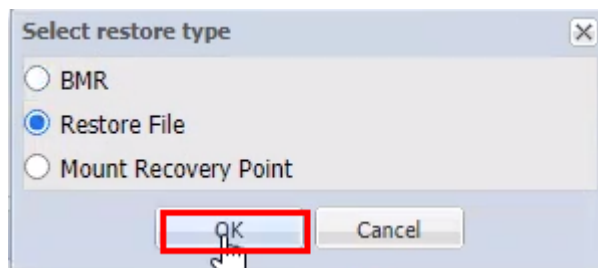 Select restore type
BMR
Restore File
Mount Recovery Point
OK
Cancel